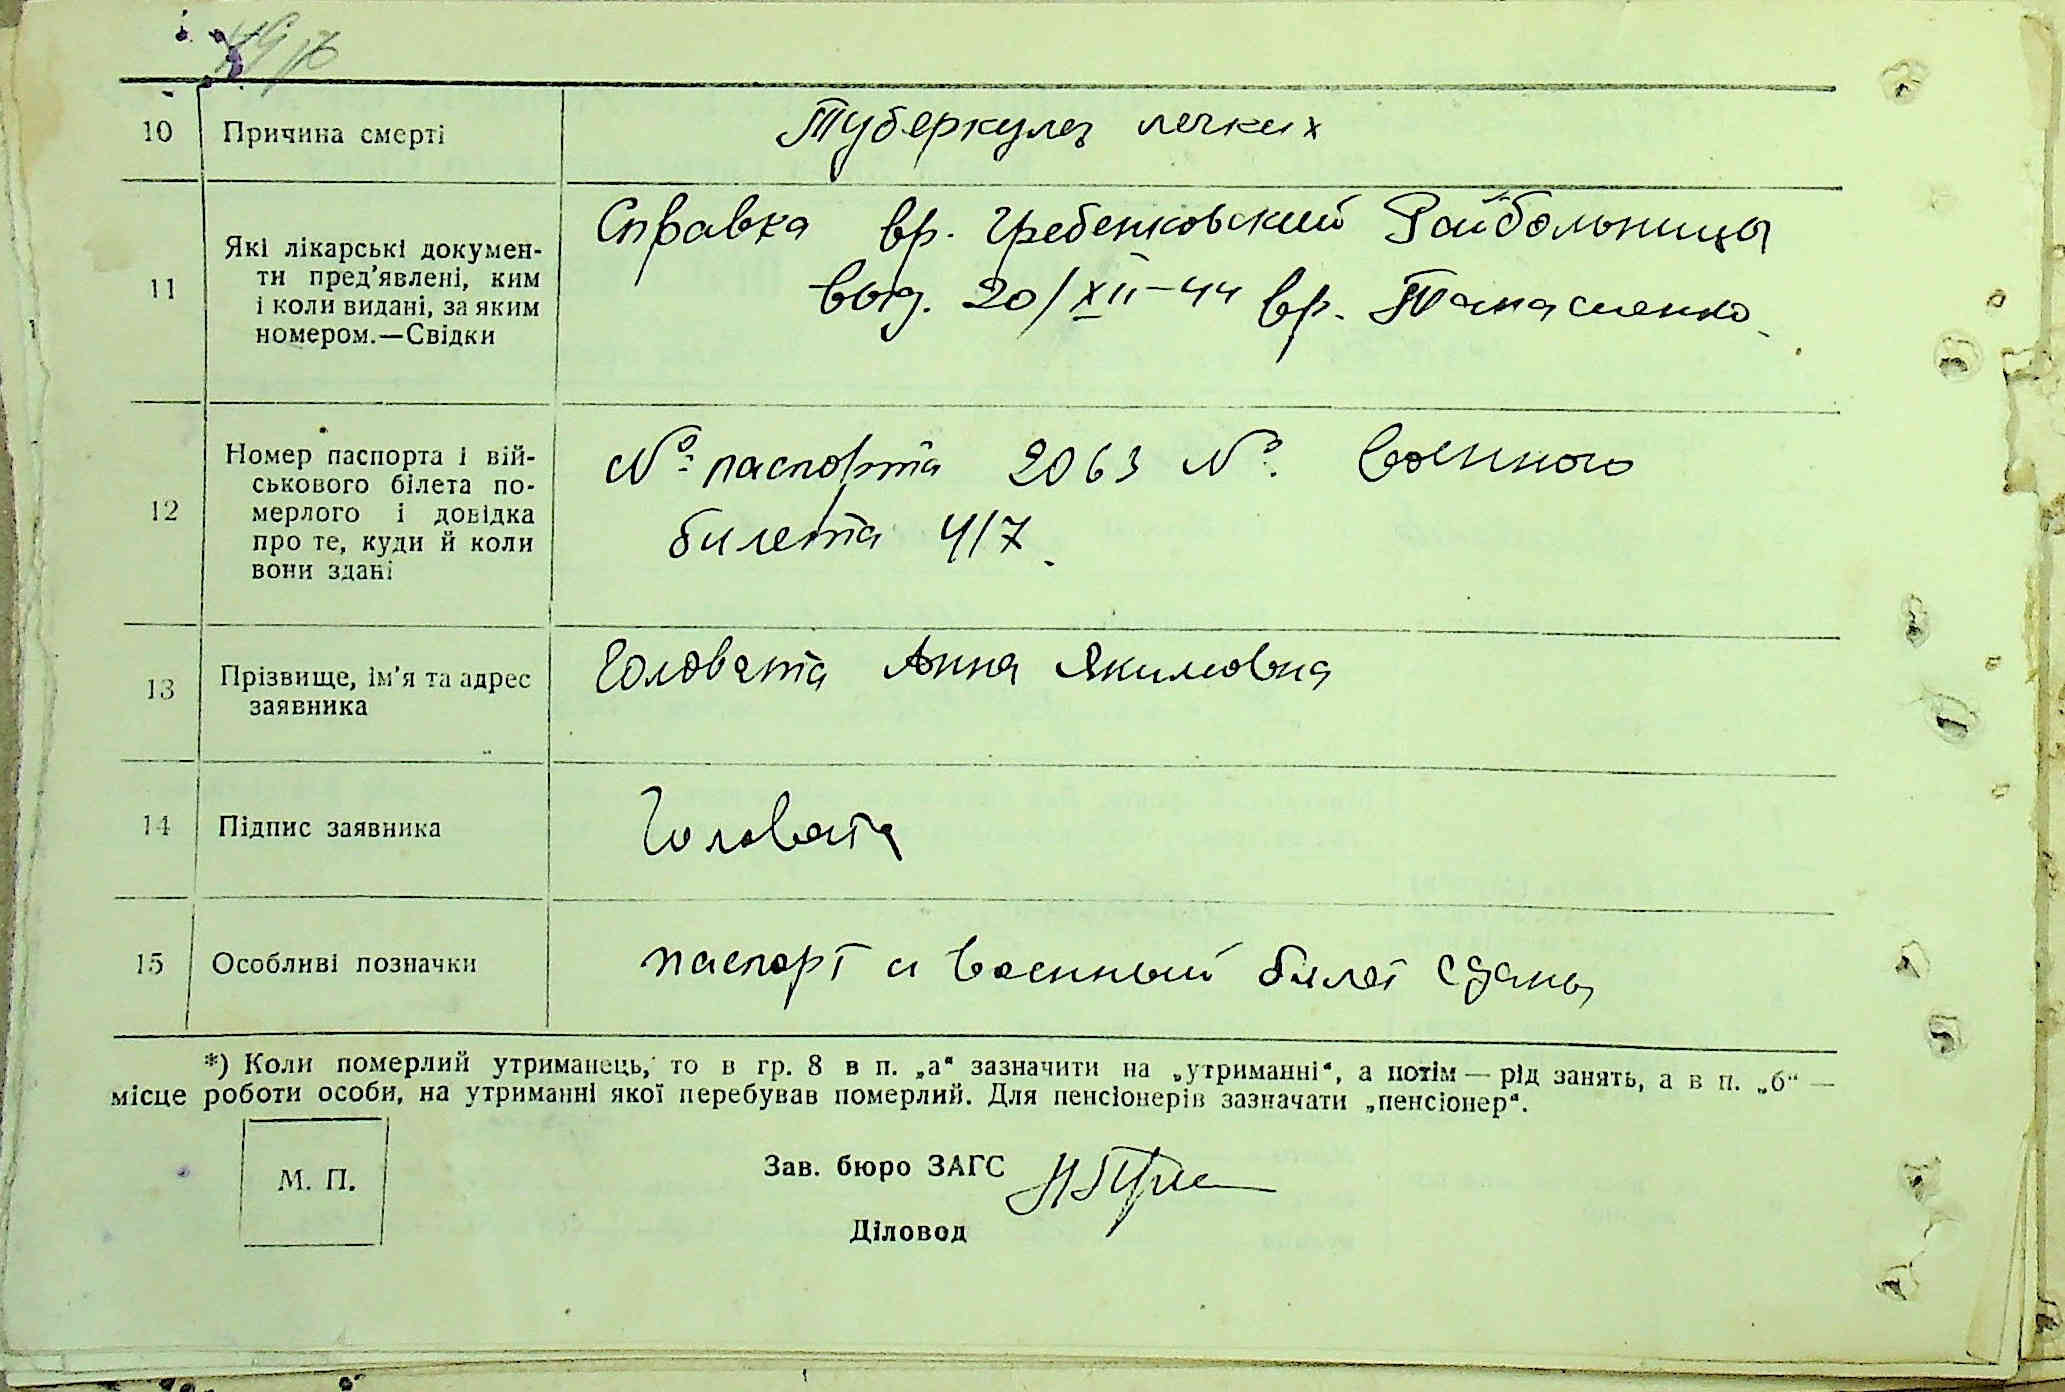 10 Причина смерті Туберкулез легких
11 Які лікарські докумен-
ти пред'явлені, ким
і коли видані, за яким
номером.—Свідки
Справка вр. Гребенковский Райбольницы
выд. 20/XII-44 вр. Танасиенко
12 Номер паспорта і вій-
ськового білета по-
мерлого і довідка
про те, куди й коли
вони здані
№ паспорта 2063 № военного
билета 4/7.
13 Прізвище, ім'я та адрес
заявника
Головата Анна Якимовна
14 Підпис заявника Головата
15 Особливі позначки паспорт и военный билет сданы
*) Коли померлий утриманець, то в гр. 8 в п. „а“ зазначити на „утриманні“, а потім — рід занять, а в п. „б“ —
місце роботи особи, на утриманні якої перебував померлий. Для пенсіонерів зазначати „пенсіонер“.
М. П.
Зав. бюро ЗАГС
Діловод